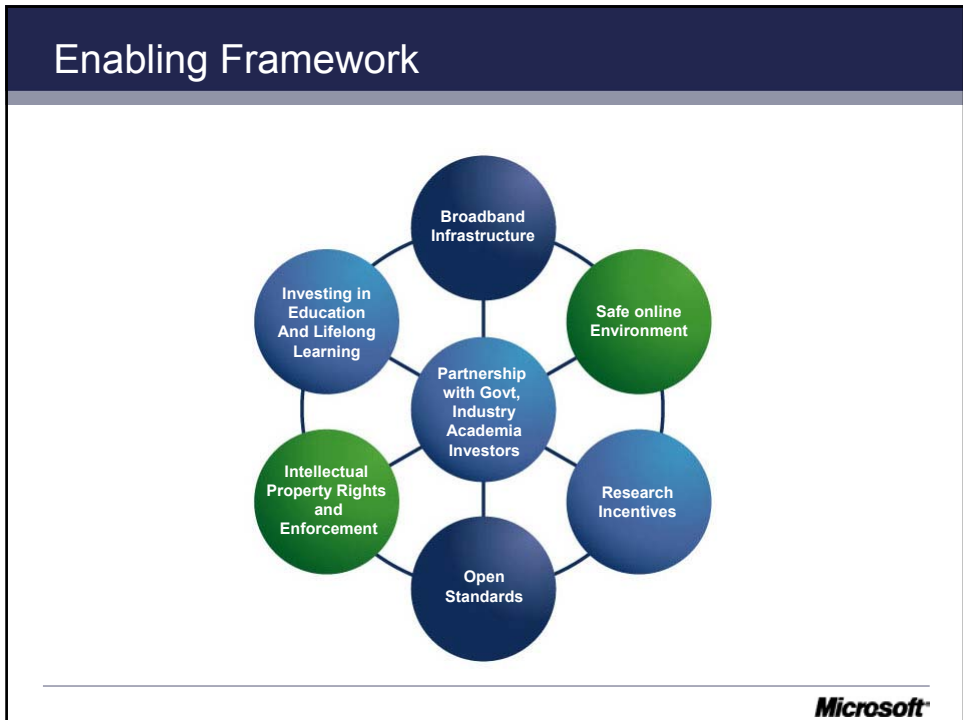 Enabling Framework
Broadband
Infrastructure
Safe online
Environment
Research
Incentives
Open
Standards
Intellectual
Property Rights
and
Enforcement
Investing in
Education
And Lifelong
Learning
Partnership
with Govt,
Industry
Academia
Investors
Microsoft